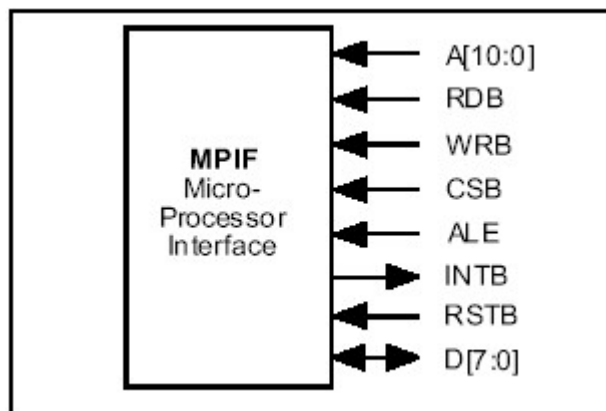 MPIF
Micro-
Processor
Interface
A[10:0]
RDB
WRB
CSB
ALE
INTB
RSTB
D[7:0]